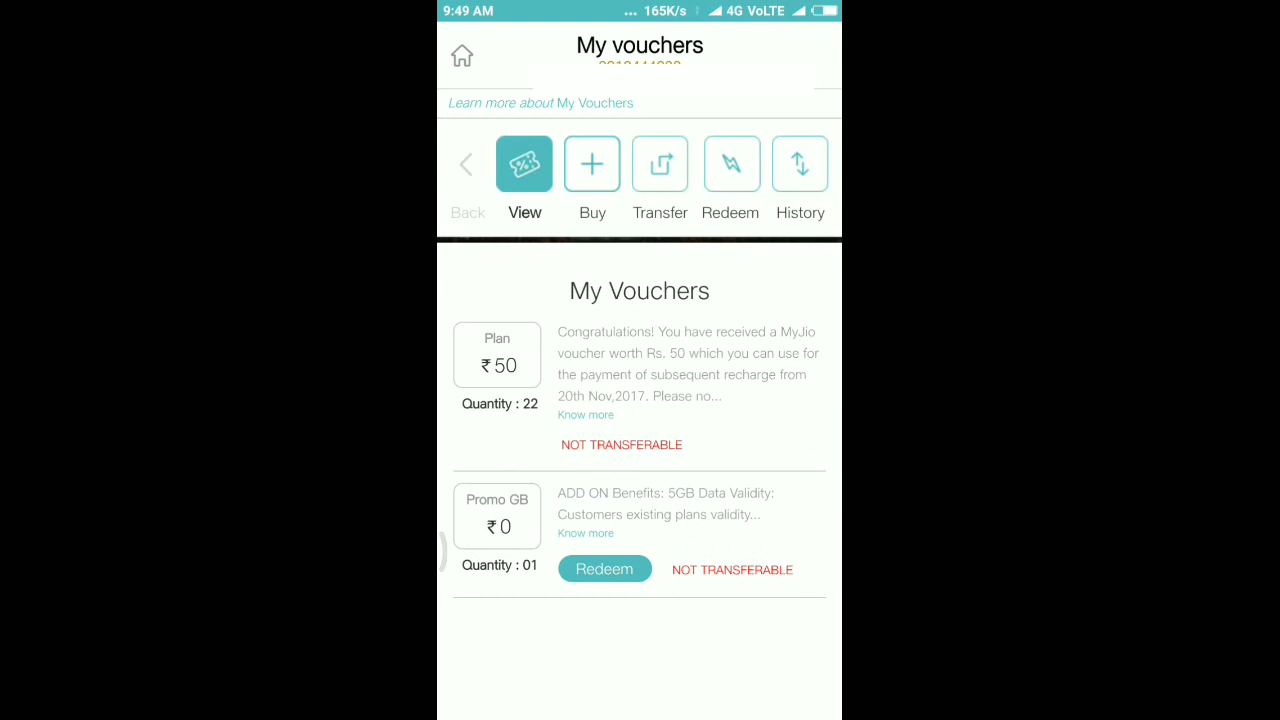 9:49 AM ... 165K/s 4G VoLTE
My vouchers
Learn more about My Vouchers
Back View Buy Transfer Redeem History
My Vouchers
Plan
₹50
Quantity : 22
Congratulations! You have received a MyJio
voucher worth Rs. 50 which you can use for
the payment of subsequent recharge from
20th Nov,2017. Please no...
Know more
NOT TRANSFERABLE
Promo GB
₹0
Quantity : 01
ADD ON Benefits: 5GB Data Validity:
Customers existing plans validity...
Know more
Redeem NOT TRANSFERABLE